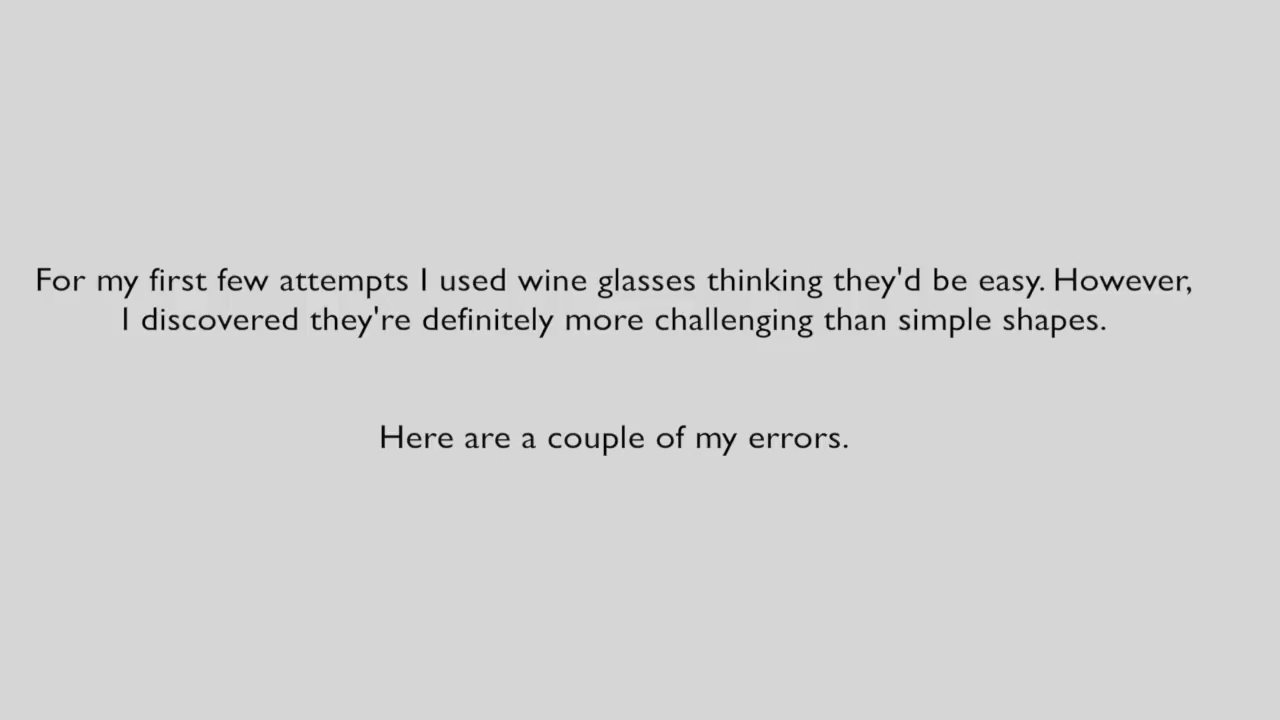 For my first few attempts I used wine glasses thinking they'd be easy. However,
I discovered they're definitely more challenging than simple shapes.
Here are a couple of my errors.